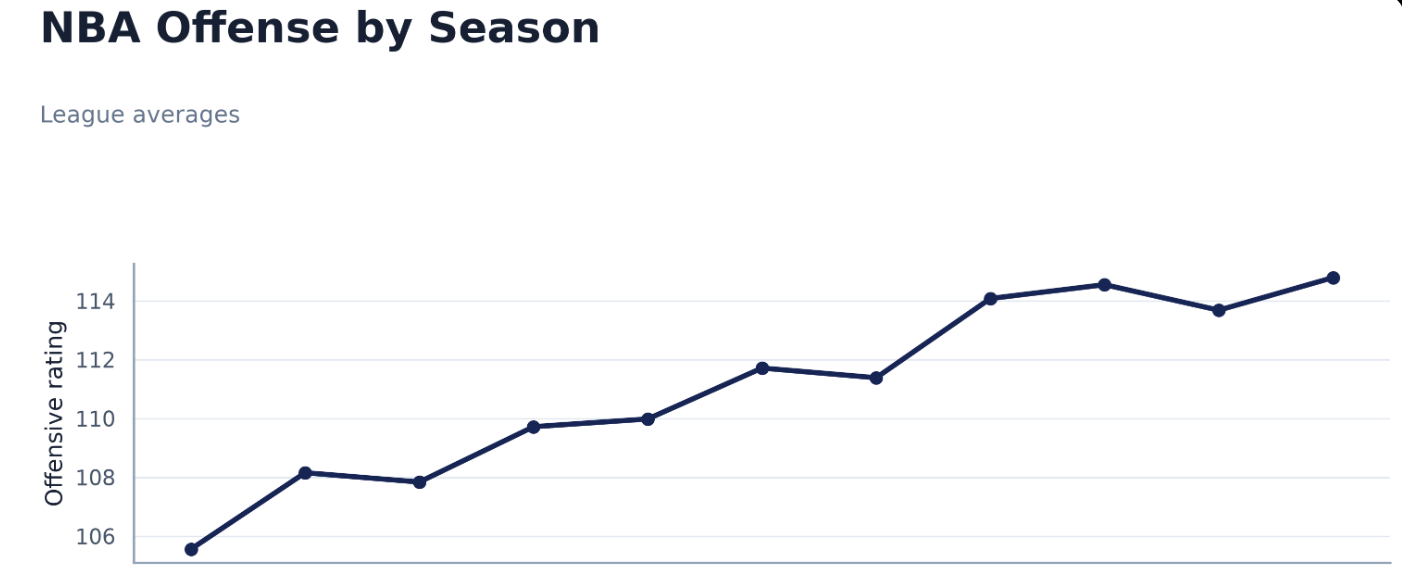 NBA Offense by Season
League averages
Offensive rating
114
112
110
108
106